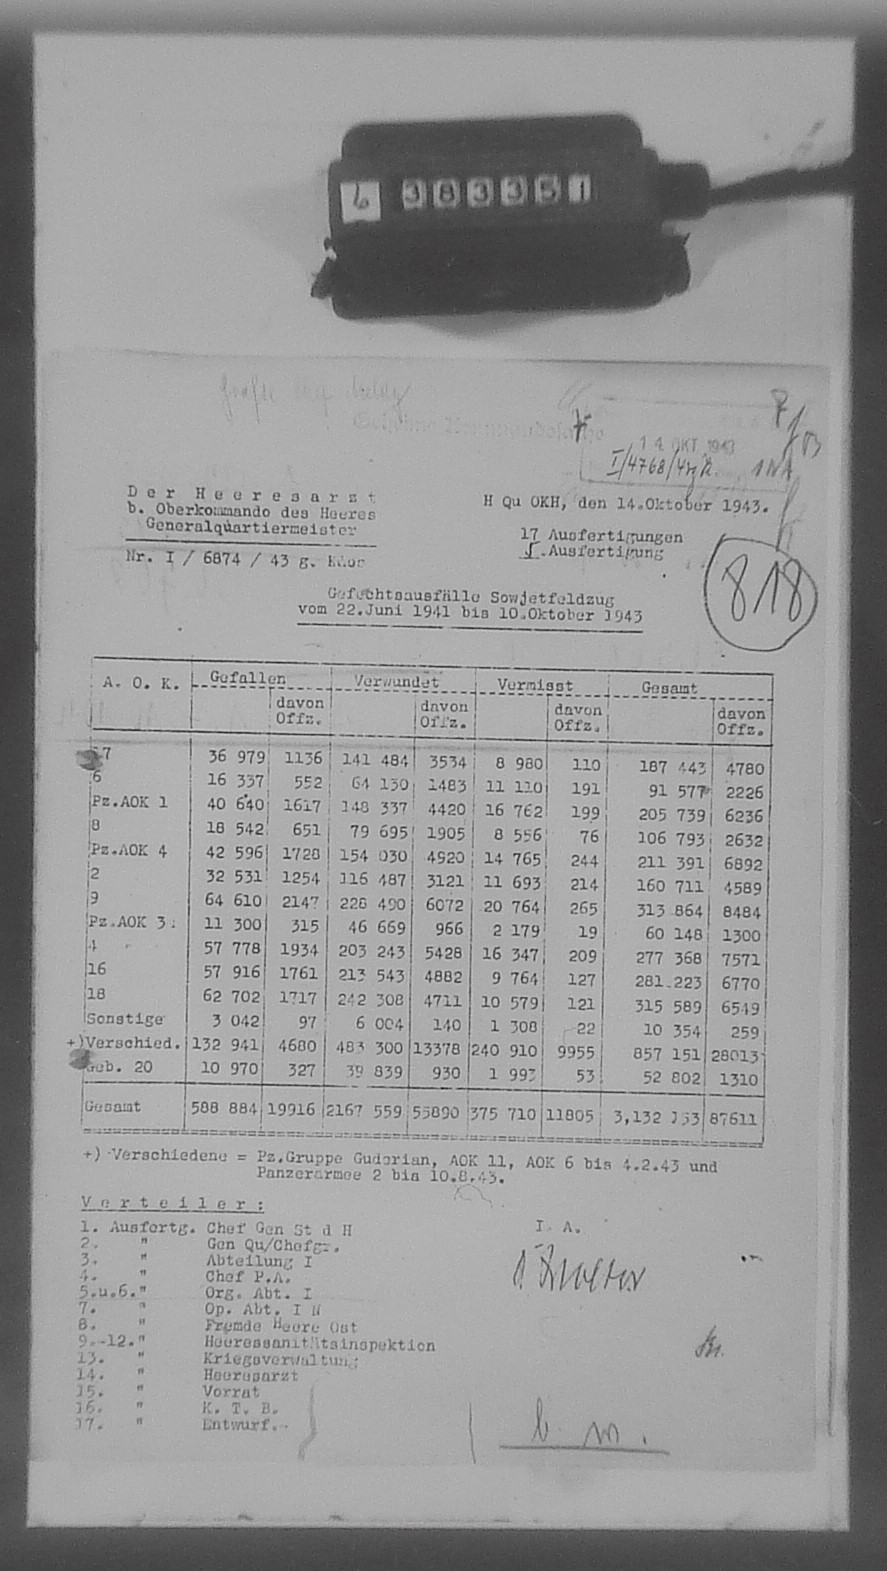 6 383351
Geheime Kommandosache
14. OKT 1943
I/4768/43 g.K.
Der Heeresarzt
b. Oberkommando des Heeres
Generalquartiermeister
Nr. I / 6874 / 43 g. Kdos
H Qu OKH, den 14.Oktober 1943.
17 Ausfertigungen
.Ausfertigung
818
Gefechtsausfälle Sowjetfeldzug
vom 22.Juni 1941 bis 10.Oktober 1943
A. O. K. Gefallen Verwundet Vermisst Gesamt
davon Offz. davon Offz. davon Offz. davon Offz.
17 36 979 1136 141 484 3534 8 980 110 187 443 4780
6 16 337 552 64 130 1483 11 110 191 91 577 2226
Pz.AOK 1 40 640 1617 148 337 4420 16 762 199 205 739 6236
8 18 542 651 79 695 1905 8 556 76 106 793 2632
Pz.AOK 4 42 596 1728 154 030 4920 14 765 244 211 391 6892
2 32 531 1254 116 487 3121 11 693 214 160 711 4589
9 64 610 2147 228 490 6072 20 764 265 313 864 8484
Pz.AOK 3 11 300 315 46 669 966 2 179 19 60 148 1300
4 57 778 1934 203 243 5428 16 347 209 277 368 7571
16 57 916 1761 213 543 4882 9 764 127 281 223 6770
18 62 702 1717 242 308 4711 10 579 121 315 589 6549
Sonstige 3 042 97 6 004 140 1 308 22 10 354 259
+)Verschied. 132 941 4680 483 300 13378 240 910 9955 857 151 28013
Geb. 20 10 970 327 39 839 930 1 993 53 52 802 1310
Gesamt 588 884 19916 2167 559 55890 375 710 11805 3,132 153 87611
+) Verschiedene = Pz.Gruppe Guderian, AOK 11, AOK 6 bis 4.2.43 und
Panzerarmee 2 bis 10.8.43.
Verteiler:
1. Ausfertg. Chef Gen St d H
2. " Gen Qu/Chefgr.
3. " Abteilung I
4. " Chef P.A.
5.u.6." Org. Abt. I
7. " Op. Abt. I N
8. " Fremde Heere Ost
9.-12." Heeressanitätsinspektion
13. " Kriegsverwaltung
14. " Heeresarzt
15. " Vorrat
16. " K. T. B.
17. " Entwurf.-
I. A.
b. m.